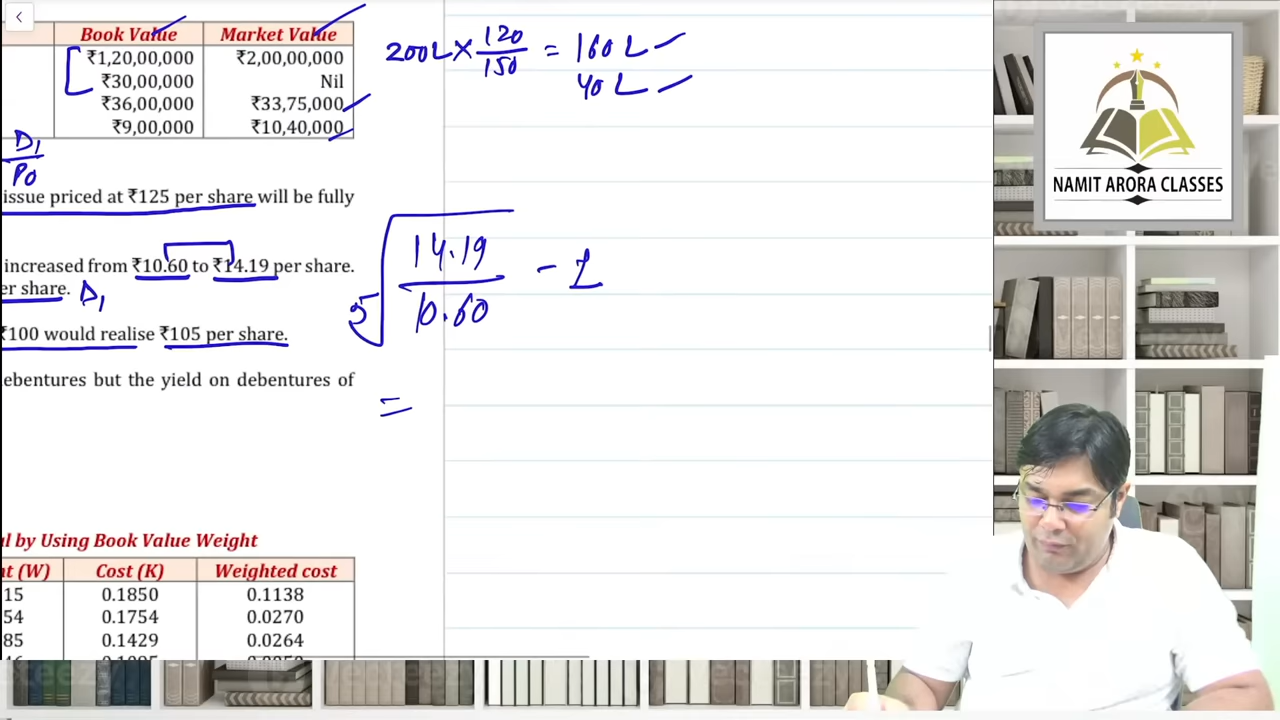 Book Value Market Value
₹1,20,00,000 ₹2,00,00,000
₹30,00,000 Nil
₹36,00,000 ₹33,75,000
₹9,00,000 ₹10,40,000
200L × 120/150 = 160 L
40 L
D₁/P₀
issue priced at ₹125 per share will be fully
increased from ₹10.60 to ₹14.19 per share.
er share. D₁
₹100 would realise ₹105 per share.
ebentures but the yield on debentures of
5√(14.19/10.60) - 1
=
l by Using Book Value Weight
t (W) Cost (K) Weighted cost
15 0.1850 0.1138
54 0.1754 0.0270
85 0.1429 0.0264
NAMIT ARORA CLASSES